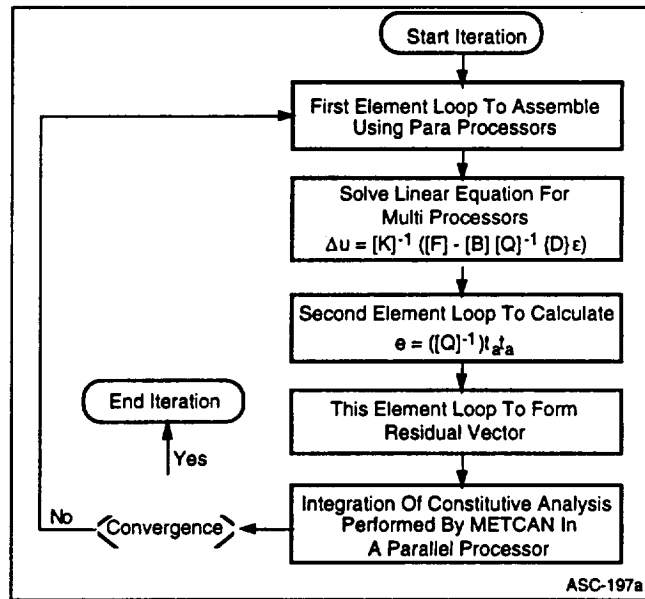 Start Iteration
First Element Loop To Assemble
Using Para Processors
Solve Linear Equation For
Multi Processors
Δu = [K]⁻¹ ([F] - [B] [Q]⁻¹ {D} ε)
Second Element Loop To Calculate
e = ([Q]⁻¹)tₐtₐ
This Element Loop To Form
Residual Vector
Integration Of Constitutive Analysis
Performed By METCAN In
A Parallel Processor
Convergence
No
Yes
End Iteration
ASC-197a